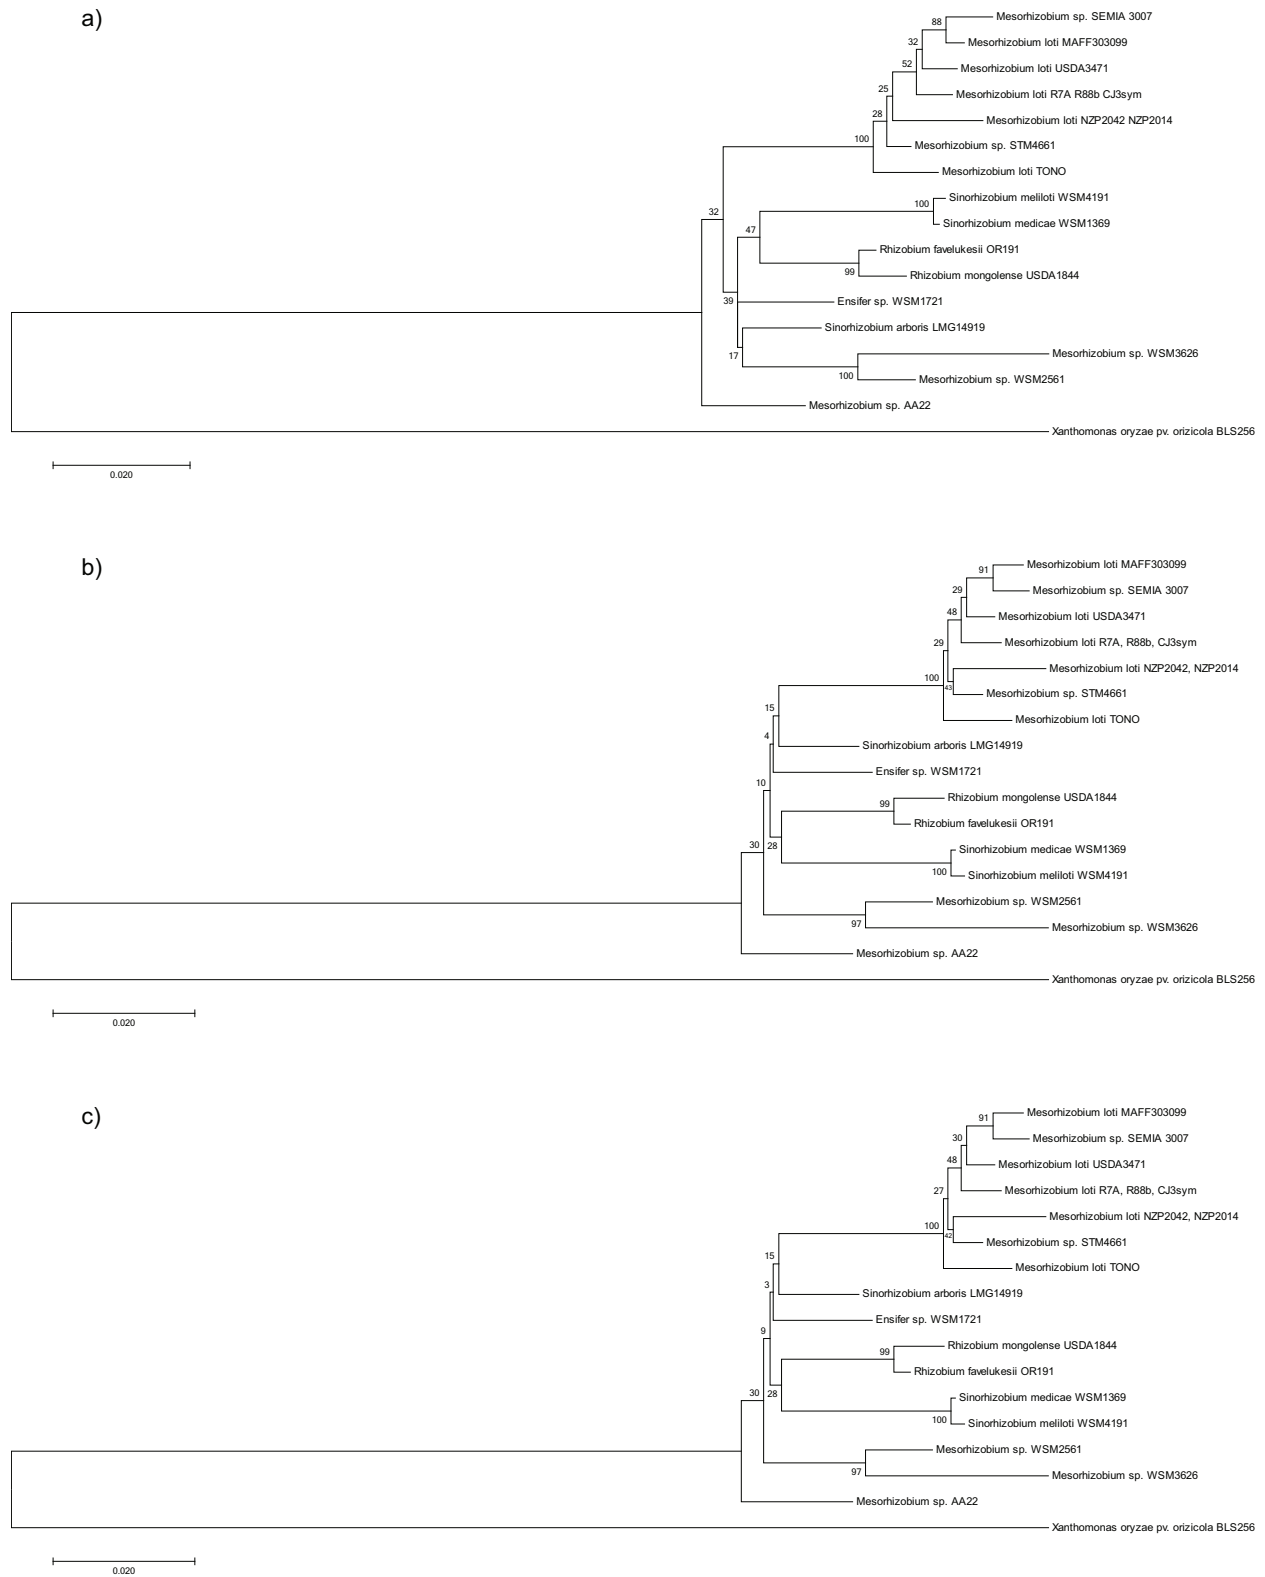 a)
88
Mesorhizobium sp. SEMIA 3007
32
Mesorhizobium loti MAFF303099
52
Mesorhizobium loti USDA3471
25
Mesorhizobium loti R7A R88b CJ3sym
28
Mesorhizobium loti NZP2042 NZP2014
100
Mesorhizobium sp. STM4661
Mesorhizobium loti TONO
32
100
Sinorhizobium meliloti WSM4191
Sinorhizobium medicae WSM1369
47
Rhizobium favelukesii OR191
99
Rhizobium mongolense USDA1844
39
Ensifer sp. WSM1721
Sinorhizobium arboris LMG14919
17
Mesorhizobium sp. WSM3626
100
Mesorhizobium sp. WSM2561
Mesorhizobium sp. AA22
Xanthomonas oryzae pv. orizicola BLS256
0.020
b)
91
Mesorhizobium loti MAFF303099
29
Mesorhizobium sp. SEMIA 3007
48
Mesorhizobium loti USDA3471
29
Mesorhizobium loti R7A, R88b, CJ3sym
Mesorhizobium loti NZP2042, NZP2014
100
43
Mesorhizobium sp. STM4661
15
Mesorhizobium loti TONO
4
Sinorhizobium arboris LMG14919
10
Ensifer sp. WSM1721
99
Rhizobium mongolense USDA1844
Rhizobium favelukesii OR191
30
28
Sinorhizobium medicae WSM1369
100
Sinorhizobium meliloti WSM4191
Mesorhizobium sp. WSM2561
97
Mesorhizobium sp. WSM3626
Mesorhizobium sp. AA22
Xanthomonas oryzae pv. orizicola BLS256
0.020
c)
91
Mesorhizobium loti MAFF303099
30
Mesorhizobium sp. SEMIA 3007
48
Mesorhizobium loti USDA3471
27
Mesorhizobium loti R7A, R88b, CJ3sym
Mesorhizobium loti NZP2042, NZP2014
100
42
Mesorhizobium sp. STM4661
15
Mesorhizobium loti TONO
3
Sinorhizobium arboris LMG14919
9
Ensifer sp. WSM1721
99
Rhizobium mongolense USDA1844
Rhizobium favelukesii OR191
30
28
Sinorhizobium medicae WSM1369
100
Sinorhizobium meliloti WSM4191
Mesorhizobium sp. WSM2561
97
Mesorhizobium sp. WSM3626
Mesorhizobium sp. AA22
Xanthomonas oryzae pv. orizicola BLS256
0.020